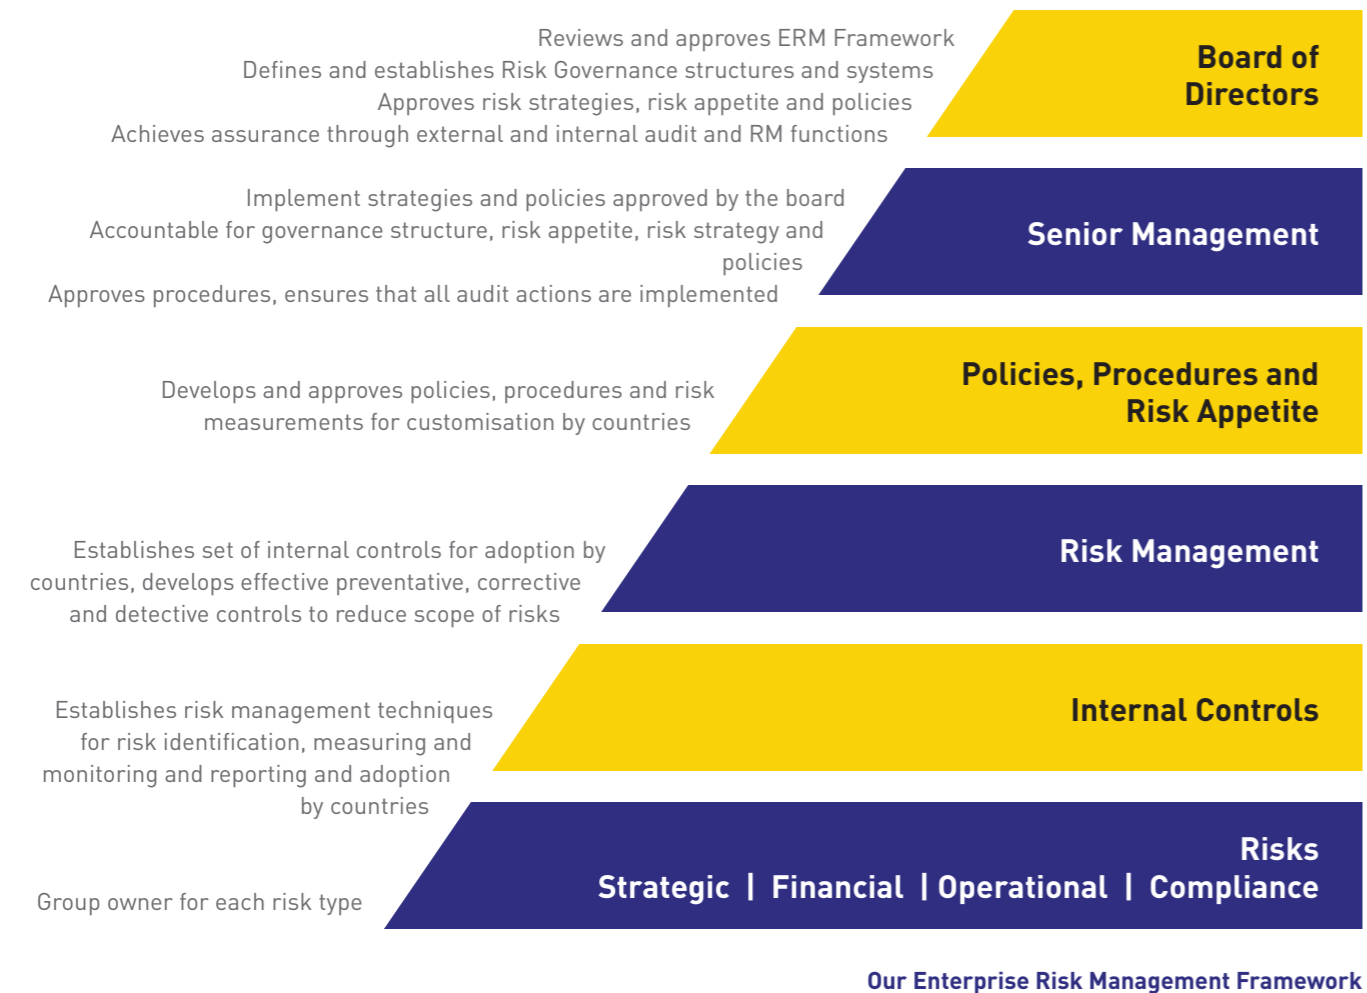 Reviews and approves ERM Framework
Defines and establishes Risk Governance structures and systems
Approves risk strategies, risk appetite and policies
Achieves assurance through external and internal audit and RM functions
Board of
Directors
Implement strategies and policies approved by the board
Accountable for governance structure, risk appetite, risk strategy and
policies
Approves procedures, ensures that all audit actions are implemented
Senior Management
Develops and approves policies, procedures and risk
measurements for customisation by countries
Policies, Procedures and
Risk Appetite
Establishes set of internal controls for adoption by
countries, develops effective preventative, corrective
and detective controls to reduce scope of risks
Risk Management
Establishes risk management techniques
for risk identification, measuring and
monitoring and reporting and adoption
by countries
Internal Controls
Group owner for each risk type
Risks
Strategic | Financial | Operational | Compliance
Our Enterprise Risk Management Framework